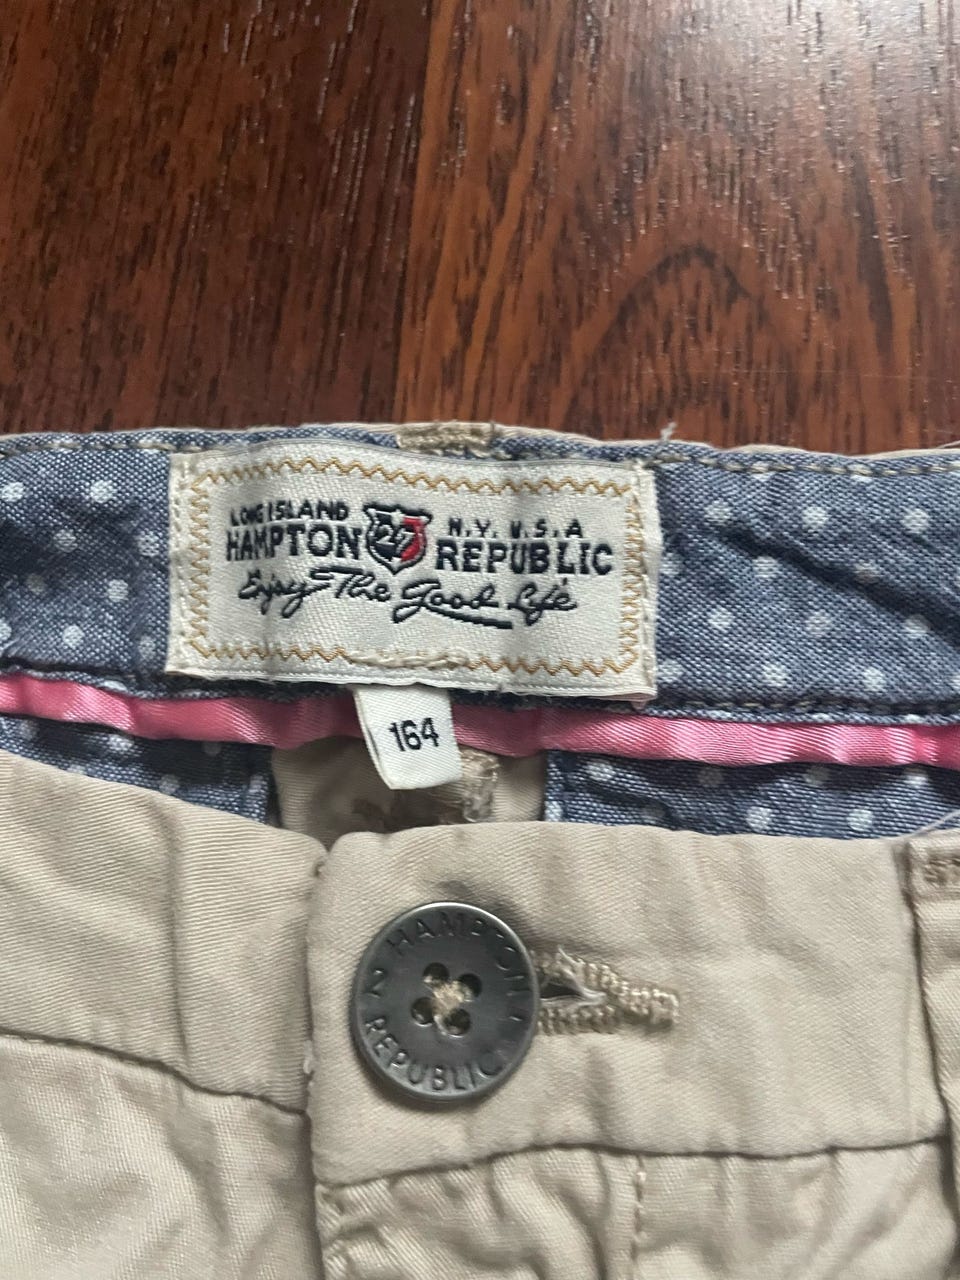 LONG ISLAND N.Y. U.S.A
HAMPTON 27 REPUBLIC
Enjoy The Good Life
164
HAMPTON
REPUBLIC
27